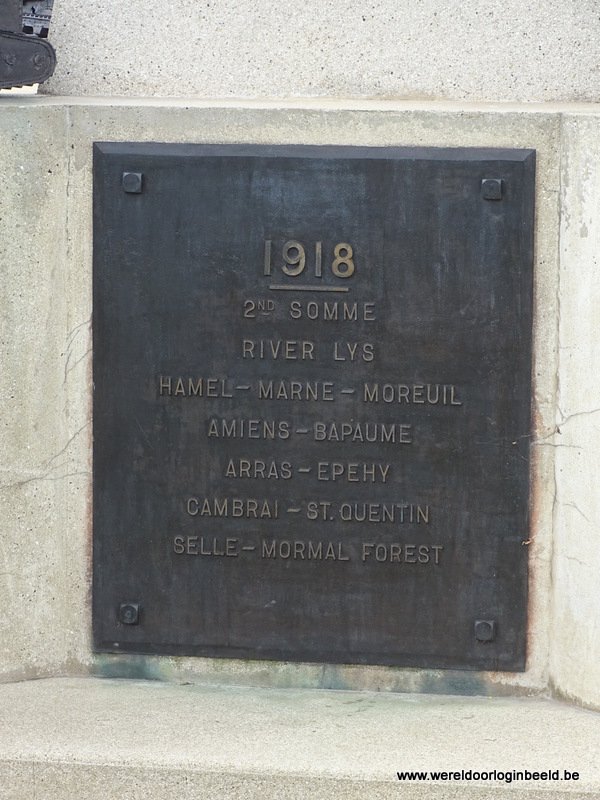 1918
2ND SOMME
RIVER LYS
HAMEL – MARNE – MOREUIL
AMIENS – BAPAUME
ARRAS – EPEHY
CAMBRAI – ST. QUENTIN
SELLE – MORMAL FOREST
www.wereldoorloginbeeld.be